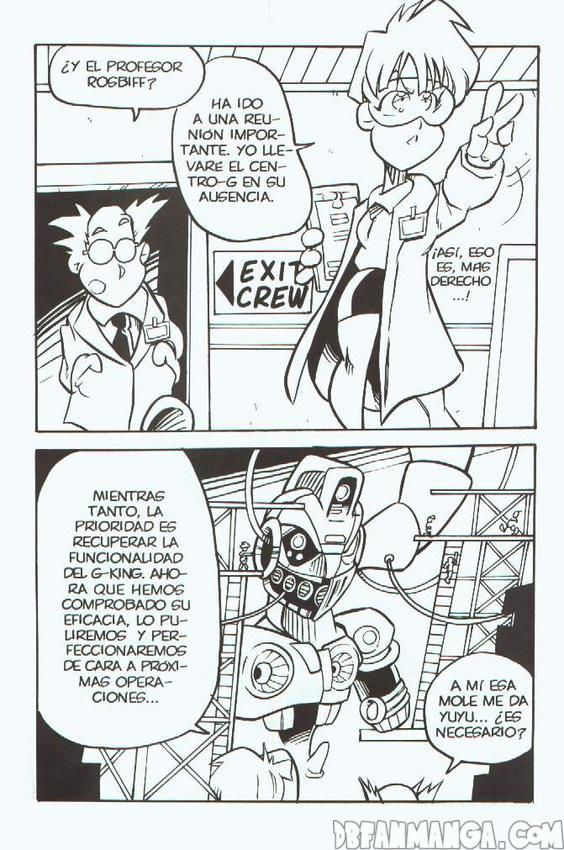 ¿Y EL PROFESOR
ROSBIFF?
HA IDO
A UNA REU-
NIÓN IMPOR-
TANTE. YO LLE-
VARE EL CEN-
TRO-G EN SU
AUSENCIA.
¡ASÍ, ESO
ES, MAS
DERECHO
...!
EXIT
CREW
MIENTRAS
TANTO, LA
PRIORIDAD ES
RECUPERAR LA
FUNCIONALIDAD
DEL G-KING. AHO-
RA QUE HEMOS
COMPROBADO SU
EFICACIA, LO PU-
LIREMOS Y PER-
FECCIONAREMOS
DE CARA A PRÓXI-
MAS OPERA-
CIONES...
A MÍ ESA
MOLE ME DA
YUYU... ¿ES
NECESARIO?
DBFANMANGA.COM